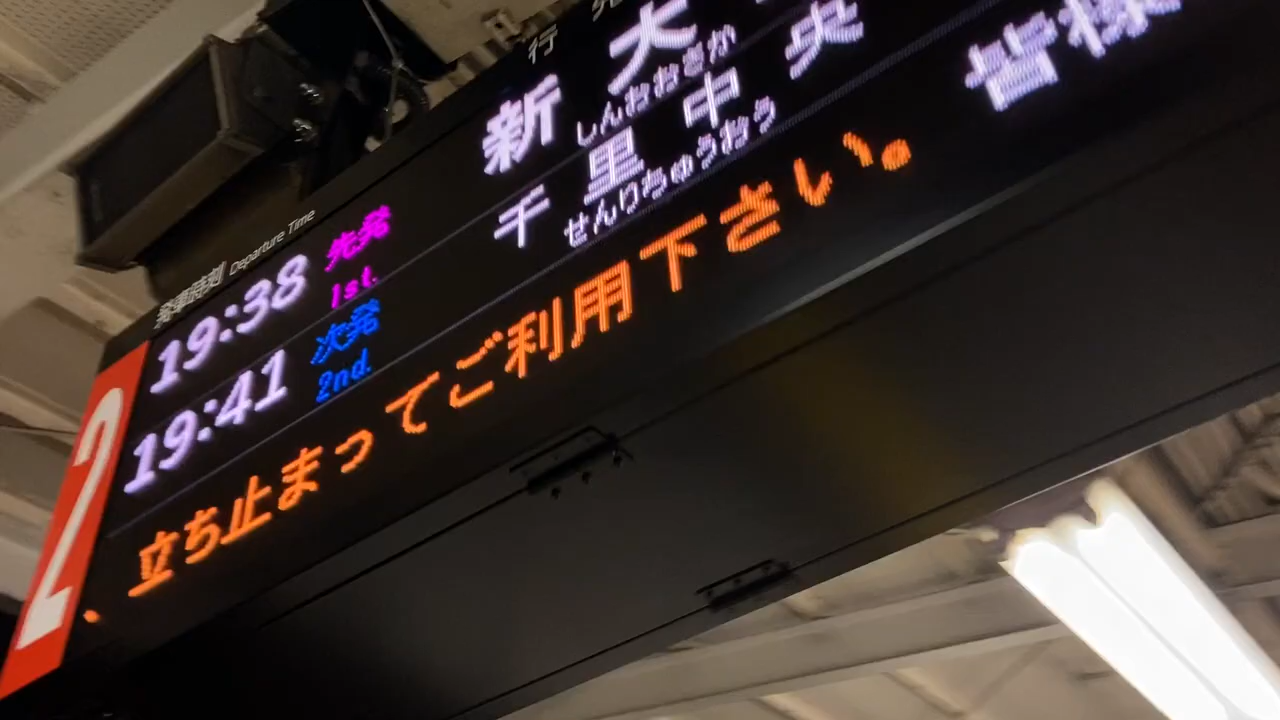 発車時刻 Departure Time
行
2
19:38 先発 1st. 新大
しんおおさか
19:41 次発 2nd. 千里中央
せんりちゅうおう
、立ち止まってご利用下さい。 皆様